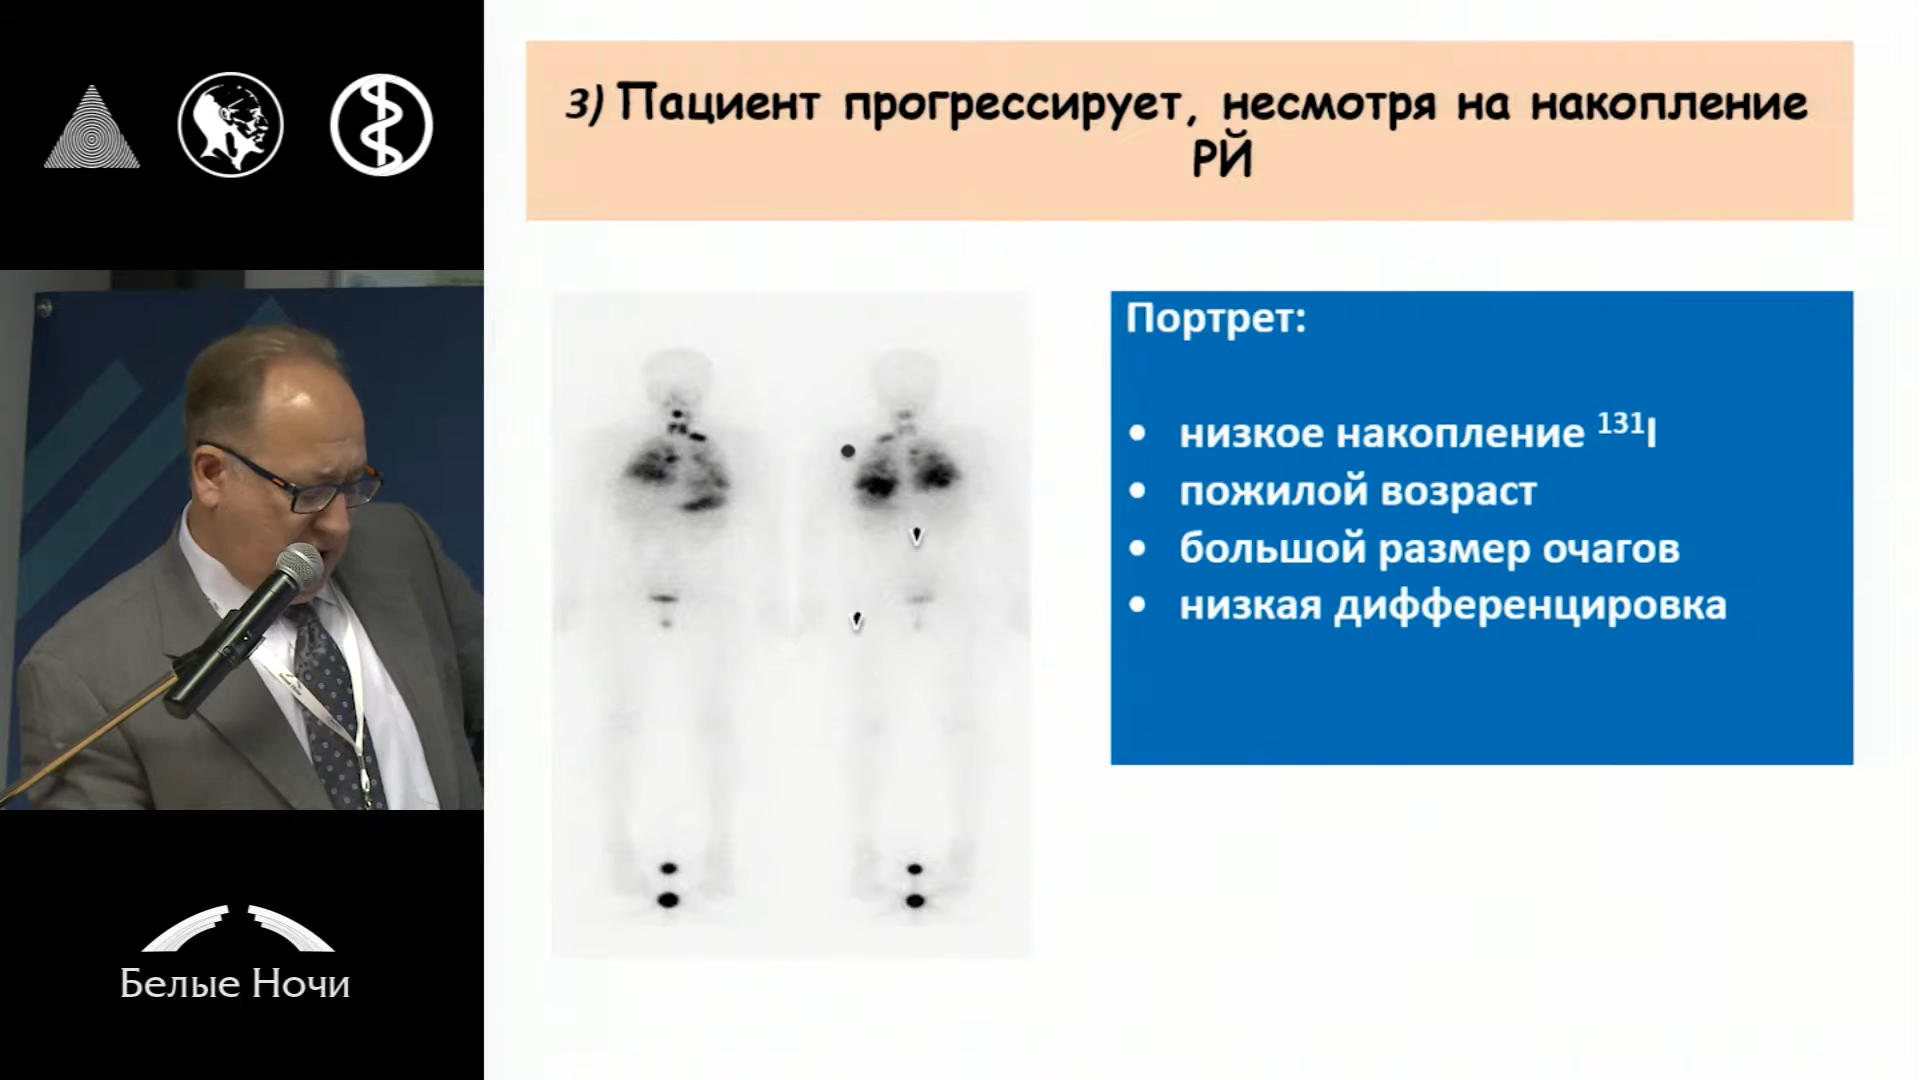 3) Пациент прогрессирует, несмотря на накопление
РЙ
Портрет:
• низкое накопление ¹³¹I
• пожилой возраст
• большой размер очагов
• низкая дифференцировка
Белые Ночи